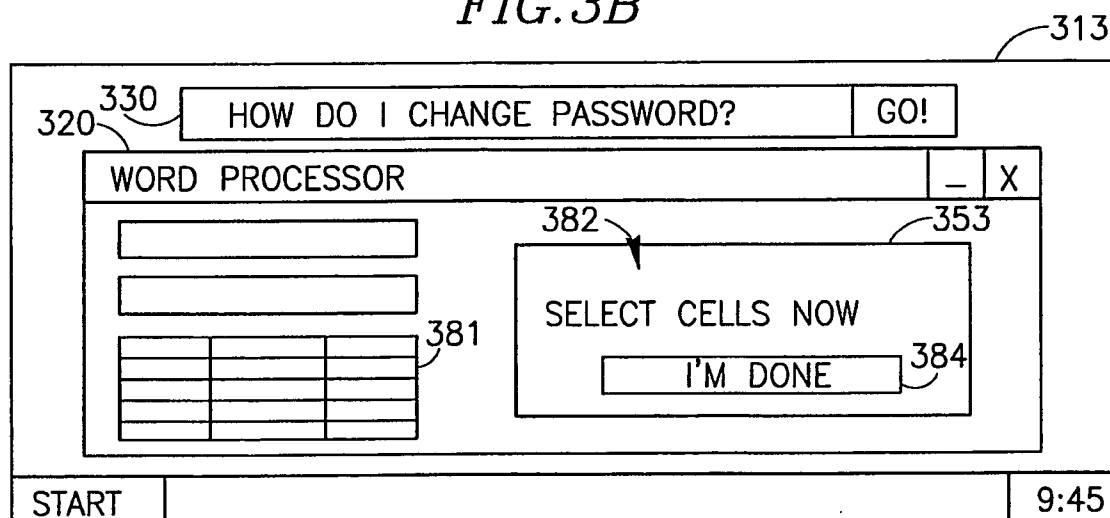 FIG. 3B
313
330
HOW DO I CHANGE PASSWORD? GO!
320
WORD PROCESSOR _ X
382
353
SELECT CELLS NOW
381
384
I'M DONE
START 9:45